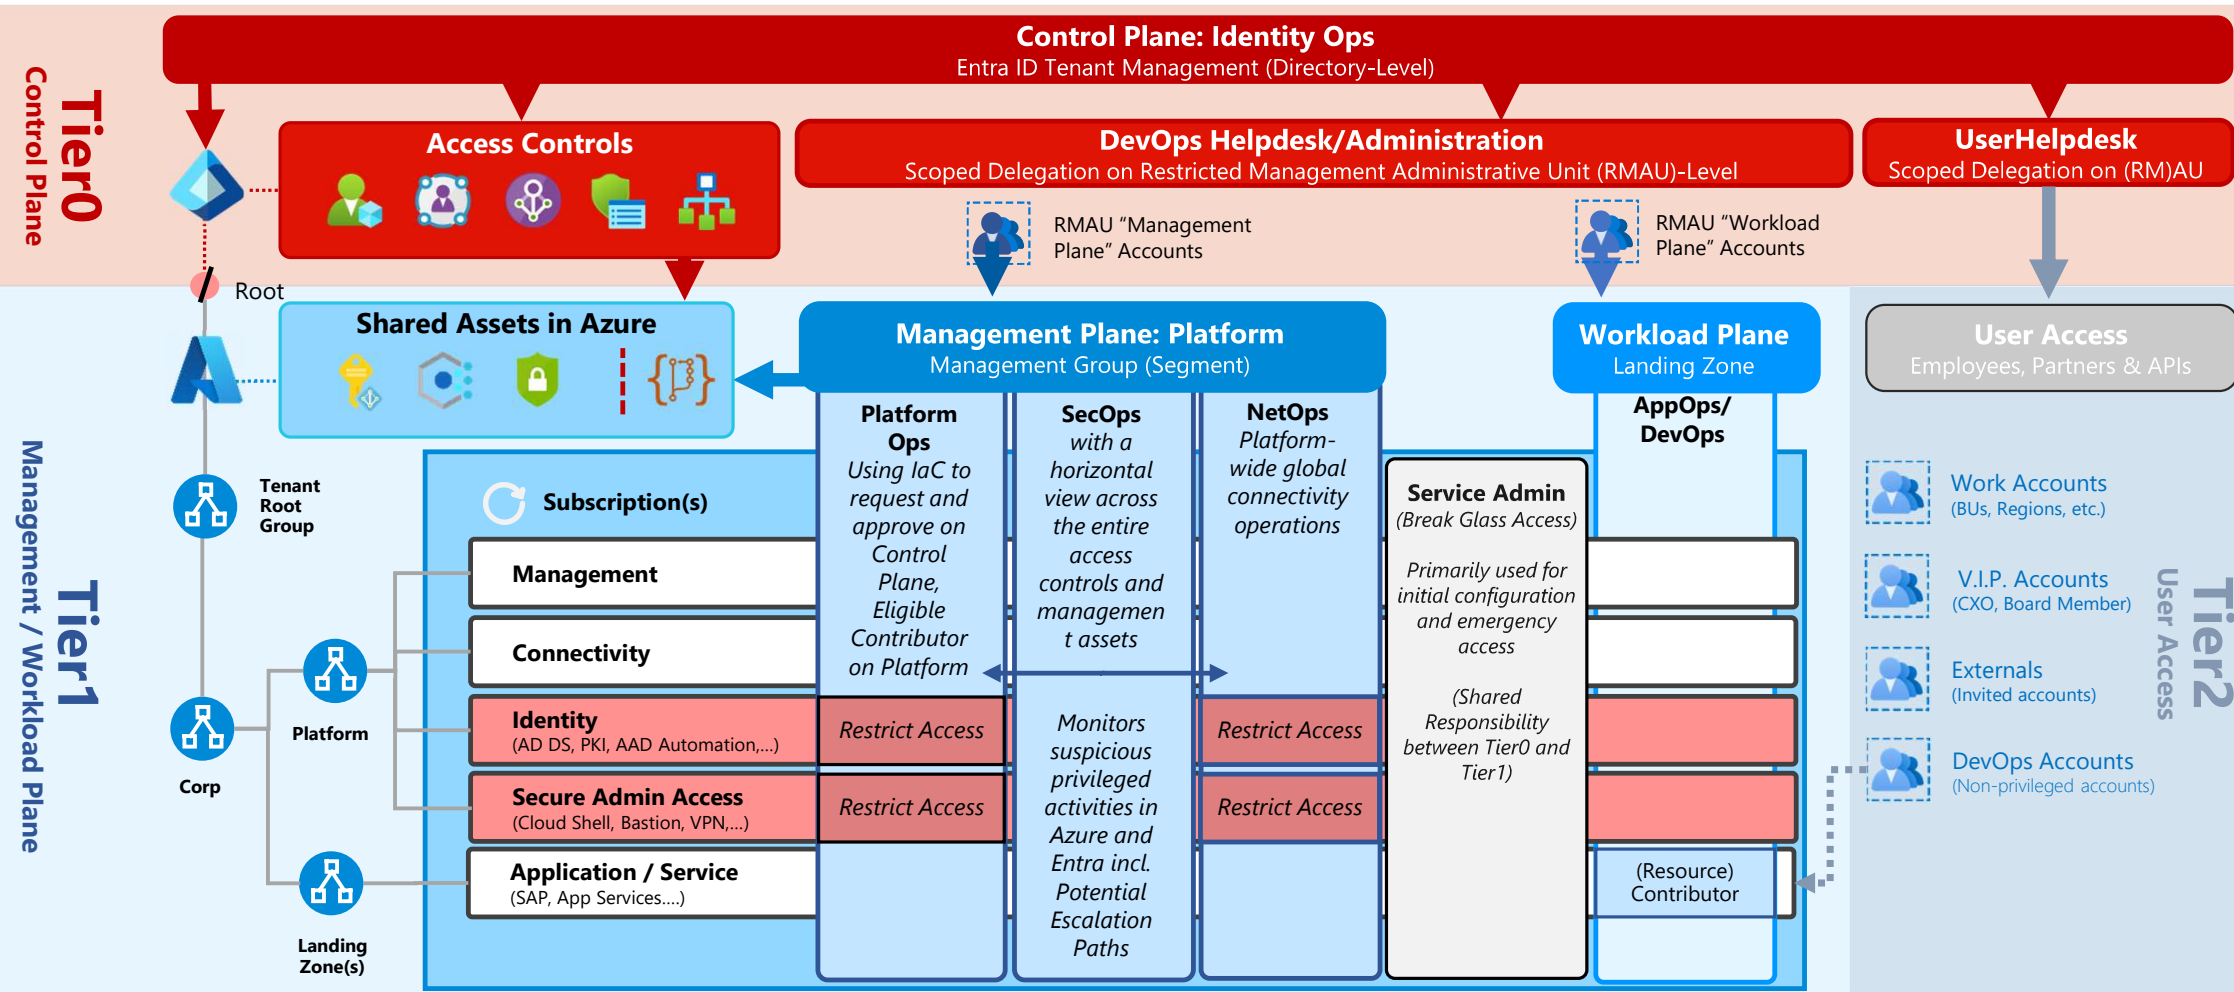 Control Plane: Identity Ops
Entra ID Tenant Management (Directory-Level)
Tier0
Control Plane
Access Controls
DevOps Helpdesk/Administration
Scoped Delegation on Restricted Management Administrative Unit (RMAU)-Level
UserHelpdesk
Scoped Delegation on (RM)AU
RMAU “Management
Plane” Accounts
RMAU “Workload
Plane” Accounts
Root
Shared Assets in Azure
Management Plane: Platform
Management Group (Segment)
Workload Plane
Landing Zone
User Access
Employees, Partners & APIs
Tier1
Management / Workload Plane
Tenant
Root
Group
Corp
Platform
Landing
Zone(s)
Subscription(s)
Management
Connectivity
Identity
(AD DS, PKI, AAD Automation,...)
Secure Admin Access
(Cloud Shell, Bastion, VPN,...)
Application / Service
(SAP, App Services....)
Platform
Ops
Using IaC to
request and
approve on
Control
Plane,
Eligible
Contributor
on Platform
Restrict Access
Restrict Access
SecOps
with a
horizontal
view across
the entire
access
controls and
managemen
t assets
Monitors
suspicious
privileged
activities in
Azure and
Entra incl.
Potential
Escalation
Paths
NetOps
Platform-
wide global
connectivity
operations
Restrict Access
Restrict Access
Service Admin
(Break Glass Access)
Primarily used for
initial configuration
and emergency
access
(Shared
Responsibility
between Tier0 and
Tier1)
AppOps/
DevOps
(Resource)
Contributor
Work Accounts
(BUs, Regions, etc.)
V.I.P. Accounts
(CXO, Board Member)
Externals
(Invited accounts)
DevOps Accounts
(Non-privileged accounts)
Tier2
User Access